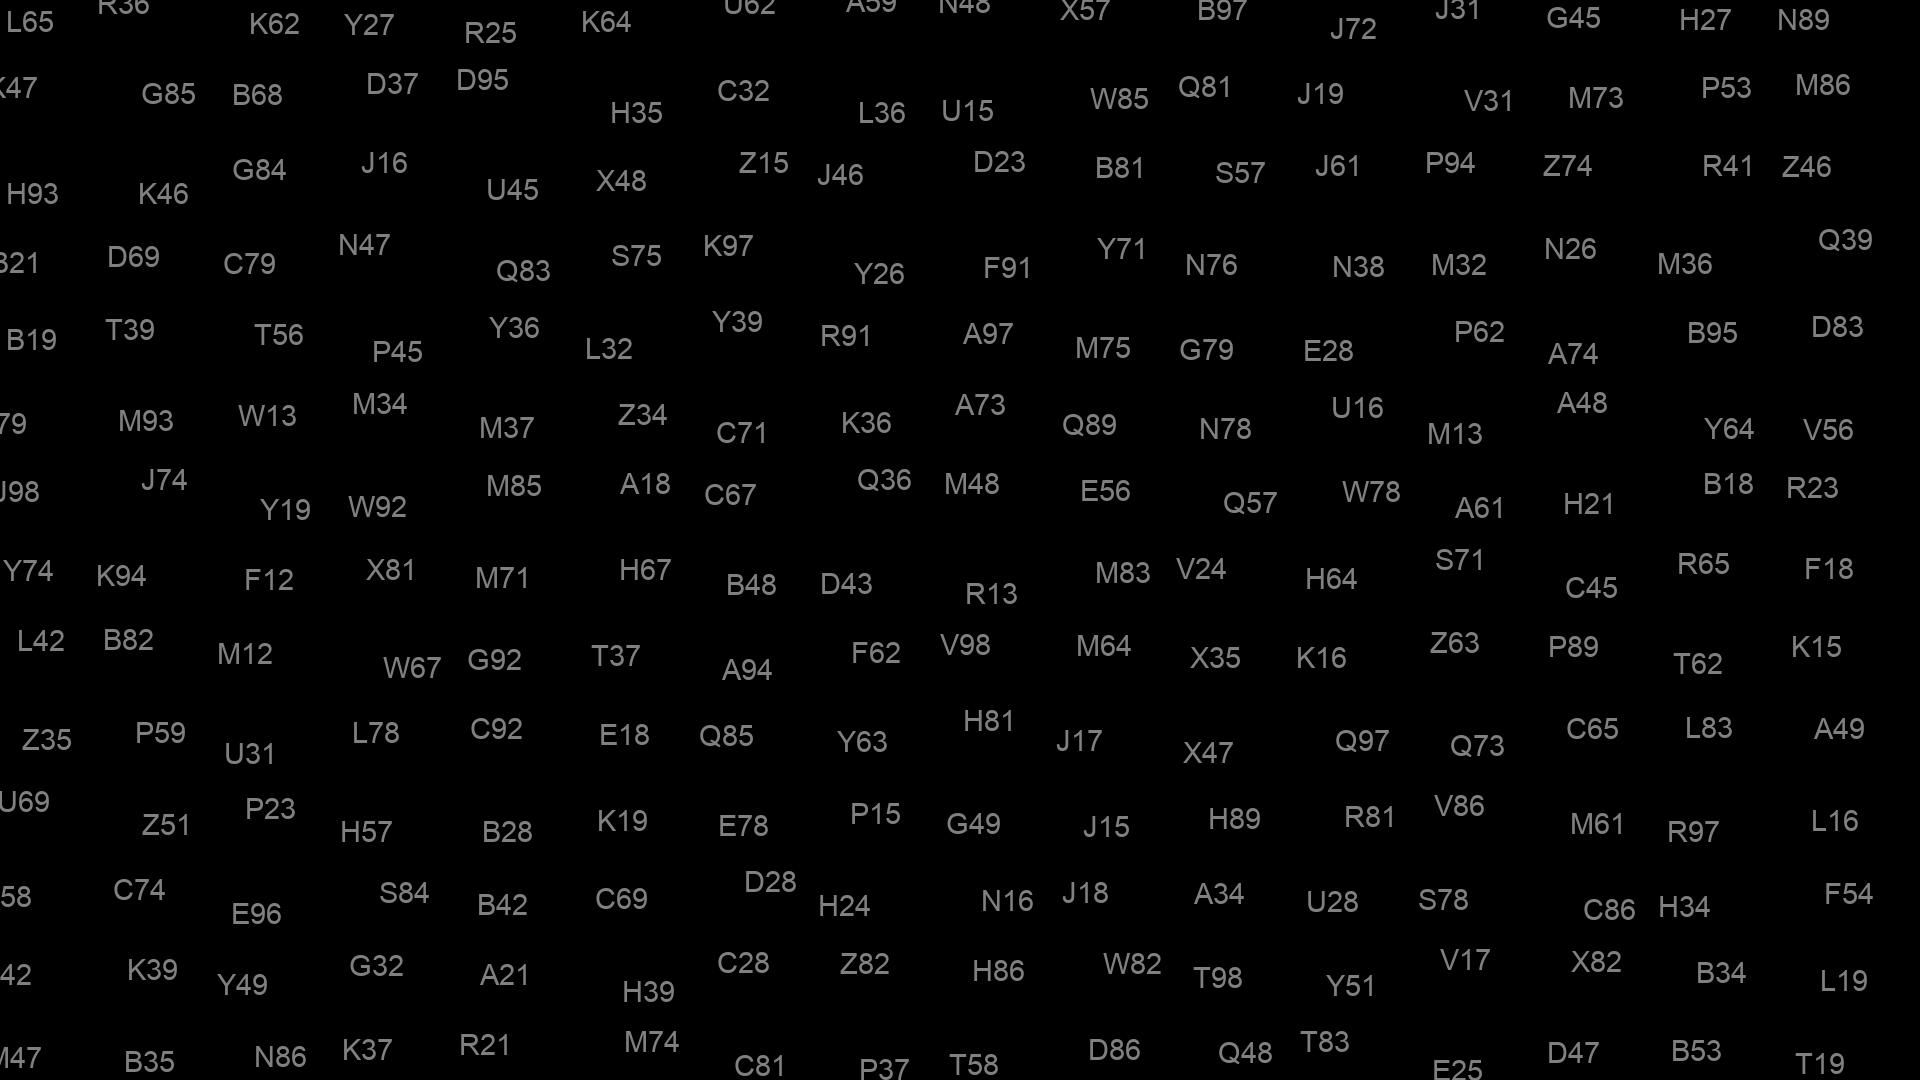 L65 R36 K62 Y27 R25 K64 U62 A59 N48 X57 B97 J72 J31 G45 H27 N89
K47 G85 B68 D37 D95 H35 C32 L36 U15 W85 Q81 J19 V31 M73 P53 M86
H93 K46 G84 J16 U45 X48 Z15 J46 D23 B81 S57 J61 P94 Z74 R41 Z46
D69 C79 N47 Q83 S75 K97 Y26 F91 Y71 N76 N38 M32 N26 M36 Q39
B19 T39 T56 P45 Y36 L32 Y39 R91 A97 M75 G79 E28 P62 A74 B95 D83
79 M93 W13 M34 M37 Z34 C71 K36 A73 Q89 N78 U16 M13 A48 Y64 V56
J74 Y19 W92 M85 A18 C67 Q36 M48 E56 Q57 W78 A61 H21 B18 R23
Y74 K94 F12 X81 M71 H67 B48 D43 R13 M83 V24 H64 S71 C45 R65 F18
L42 B82 M12 W67 G92 T37 A94 F62 V98 M64 X35 K16 Z63 P89 T62 K15
Z35 P59 U31 L78 C92 E18 Q85 Y63 H81 J17 X47 Q97 Q73 C65 L83 A49
U69 Z51 P23 H57 B28 K19 E78 P15 G49 J15 H89 R81 V86 M61 R97 L16
58 C74 E96 S84 B42 C69 D28 H24 N16 J18 A34 U28 S78 C86 H34 F54
42 K39 Y49 G32 A21 H39 C28 Z82 H86 W82 T98 Y51 V17 X82 B34 L19
M47 B35 N86 K37 R21 M74 C81 P37 T58 D86 Q48 T83 E25 D47 B53 T19